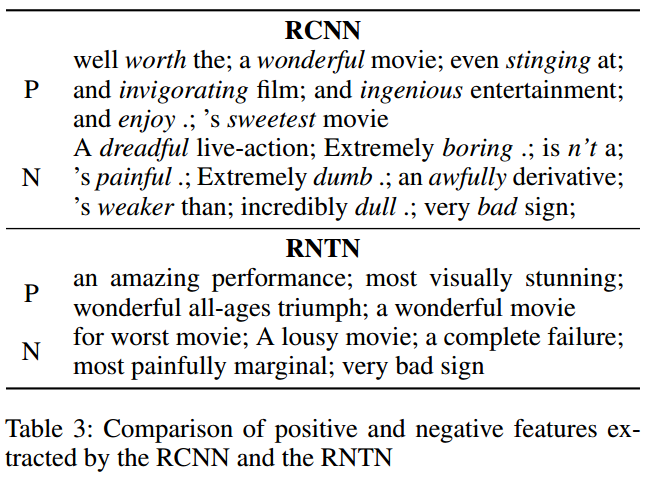 RCNN
well worth the; a wonderful movie; even stinging at;
P and invigorating film; and ingenious entertainment;
and enjoy .; 's sweetest movie
A dreadful live-action; Extremely boring .; is n't a;
N 's painful .; Extremely dumb .; an awfully derivative;
's weaker than; incredibly dull .; very bad sign;
RNTN
P an amazing performance; most visually stunning;
wonderful all-ages triumph; a wonderful movie
N for worst movie; A lousy movie; a complete failure;
most painfully marginal; very bad sign
Table 3: Comparison of positive and negative features ex-
tracted by the RCNN and the RNTN